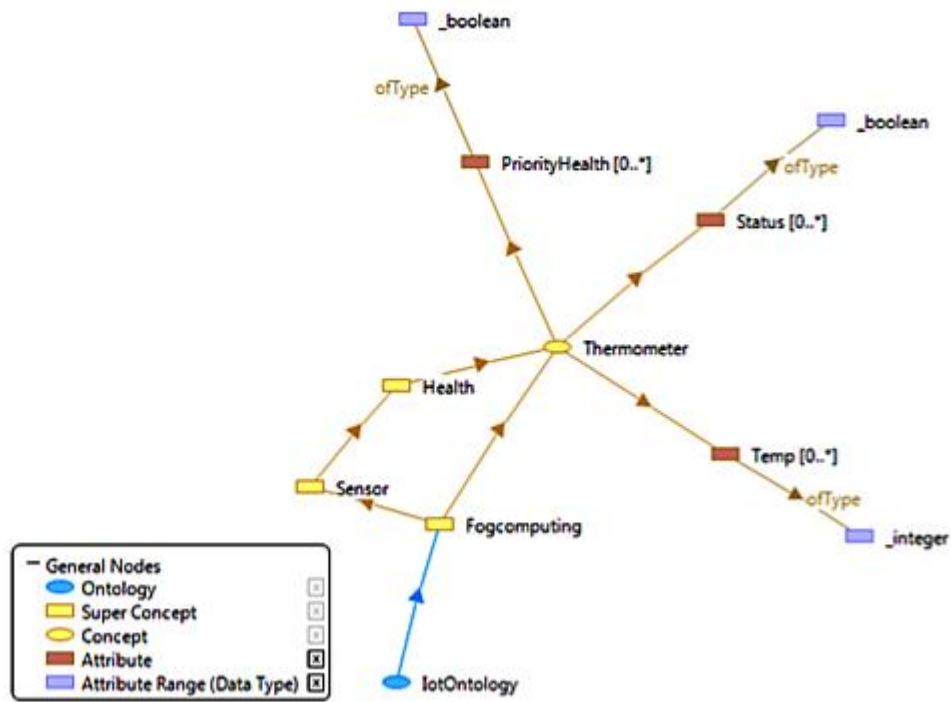 _boolean
ofType
_boolean
PriorityHealth [0..*]
ofType
Status [0..*]
Thermometer
Health
Temp [0..*]
Sensor
ofType
Fogcomputing
_integer
General Nodes
Ontology
Super Concept
Concept
Attribute
Attribute Range (Data Type)
IotOntology